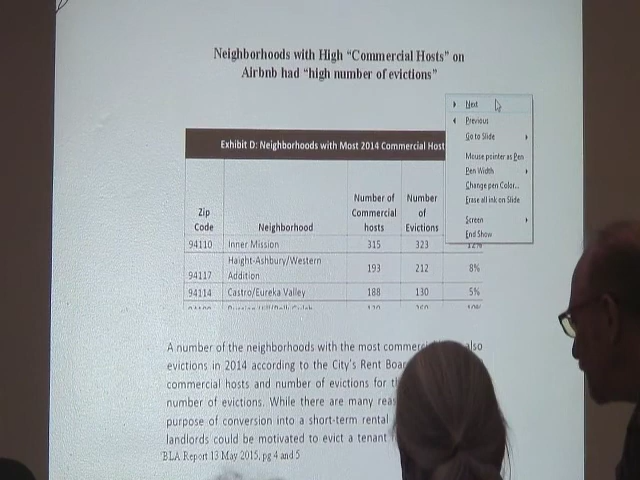 Neighborhoods with High "Commercial Hosts" on
Airbnb had "high number of evictions"
Next
Previous
Go to Slide
Mouse pointer as Pen
Pen Width
Change pen Color...
Erase all ink on Slide
Screen
End Show
Exhibit D: Neighborhoods with Most 2014 Commercial Host
Zip Code Neighborhood Number of Commercial hosts Number of Evictions
94110 Inner Mission 315 323 12%
94117 Haight-Ashbury/Western Addition 193 212 8%
94114 Castro/Eureka Valley 188 130 5%
A number of the neighborhoods with the most commer also
evictions in 2014 according to the City's Rent Boar
commercial hosts and number of evictions for t
number of evictions. While there are many reas
purpose of conversion into a short-term rental
landlords could be motivated to evict a tenant
BLA Report 13 May 2015, pg 4 and 5